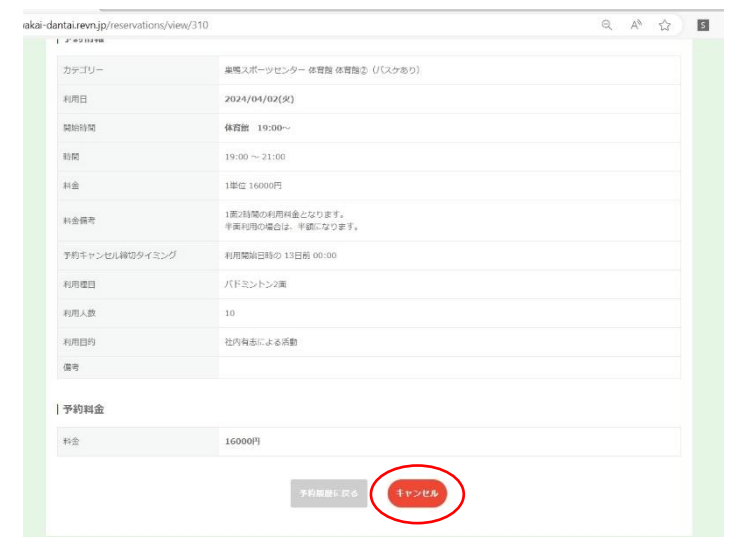 akai-dantai.revn.jp/reservations/view/310
予約情報
カテゴリー 巣鴨スポーツセンター 体育館 体育館② (バスケあり)
利用日 2024/04/02(火)
開始時間 体育館 19:00~
時間 19:00 ~ 21:00
料金 1単位 16000円
料金備考 1面2時間の利用料金となります。
半面利用の場合は、半額になります。
予約キャンセル締切タイミング 利用開始日時の 13日前 00:00
利用種目 バドミントン2面
利用人数 10
利用目的 社内有志による活動
備考
予約料金
料金 16000円
予約履歴に戻る キャンセル